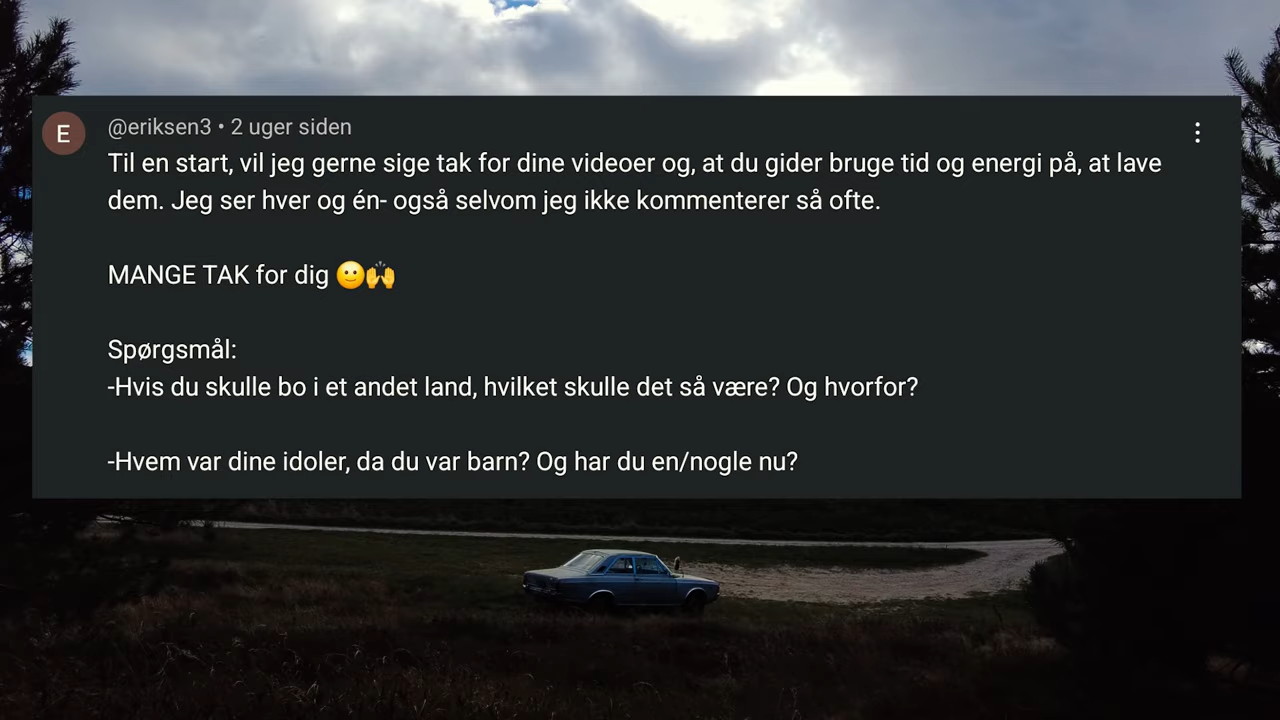 E
@eriksen3 • 2 uger siden
Til en start, vil jeg gerne sige tak for dine videoer og, at du gider bruge tid og energi på, at lave
dem. Jeg ser hver og én- også selvom jeg ikke kommenterer så ofte.
MANGE TAK for dig 🙂🙌
Spørgsmål:
-Hvis du skulle bo i et andet land, hvilket skulle det så være? Og hvorfor?
-Hvem var dine idoler, da du var barn? Og har du en/nogle nu?